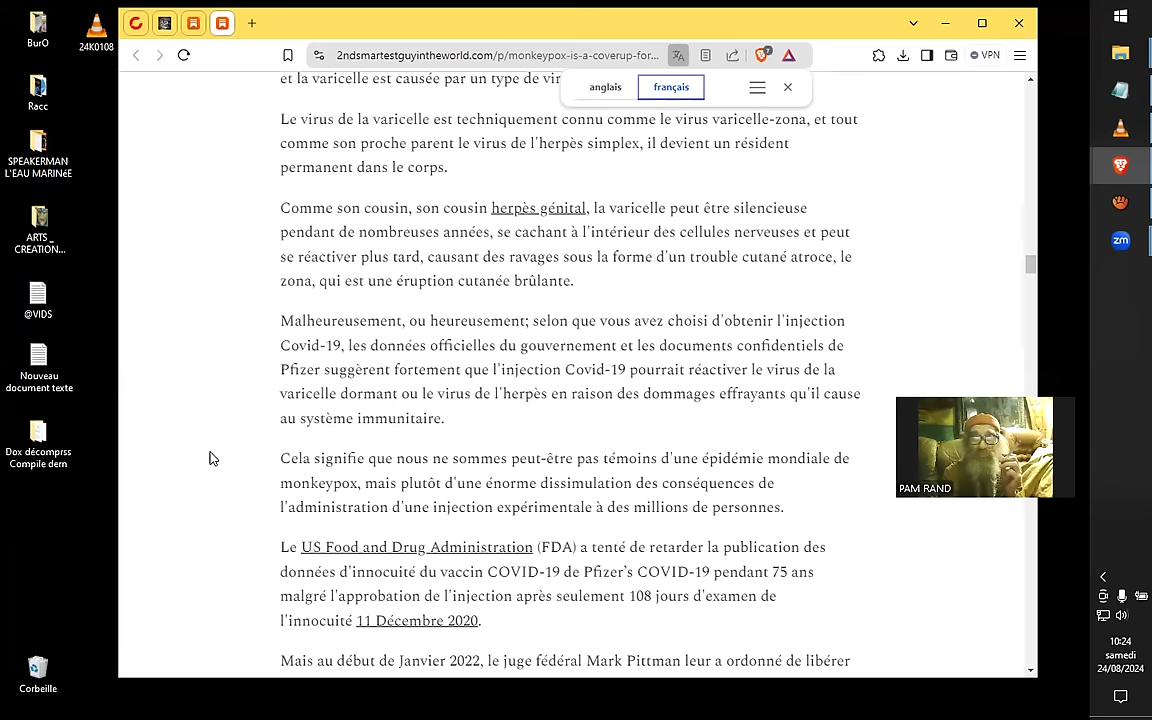 BurO
24K0108
Racc
SPEAKERMAN
L'EAU MARINéE
ARTS_
CREATION...
@VIDS
Nouveau
document texte
Dox décomprss
Compile dern
Corbeille
2ndsmartestguyintheworld.com/p/monkeypox-is-a-coverup-for...
7
VPN
anglais
français
et la varicelle est causée par un type de vir
Le virus de la varicelle est techniquement connu comme le virus varicelle-zona, et tout
comme son proche parent le virus de l'herpès simplex, il devient un résident
permanent dans le corps.
Comme son cousin, son cousin herpès génital, la varicelle peut être silencieuse
pendant de nombreuses années, se cachant à l'intérieur des cellules nerveuses et peut
se réactiver plus tard, causant des ravages sous la forme d'un trouble cutané atroce, le
zona, qui est une éruption cutanée brûlante.
Malheureusement, ou heureusement; selon que vous avez choisi d'obtenir l'injection
Covid-19, les données officielles du gouvernement et les documents confidentiels de
Pfizer suggèrent fortement que l'injection Covid-19 pourrait réactiver le virus de la
varicelle dormant ou le virus de l'herpès en raison des dommages effrayants qu'il cause
au système immunitaire.
Cela signifie que nous ne sommes peut-être pas témoins d'une épidémie mondiale de
monkeypox, mais plutôt d'une énorme dissimulation des conséquences de
l'administration d'une injection expérimentale à des millions de personnes.
Le US Food and Drug Administration (FDA) a tenté de retarder la publication des
données d'innocuité du vaccin COVID-19 de Pfizer's COVID-19 pendant 75 ans
malgré l'approbation de l'injection après seulement 108 jours d'examen de
l'innocuité 11 Décembre 2020.
Mais au début de Janvier 2022, le juge fédéral Mark Pittman leur a ordonné de libérer
PAM RAND
zm
10:24
samedi
24/08/2024